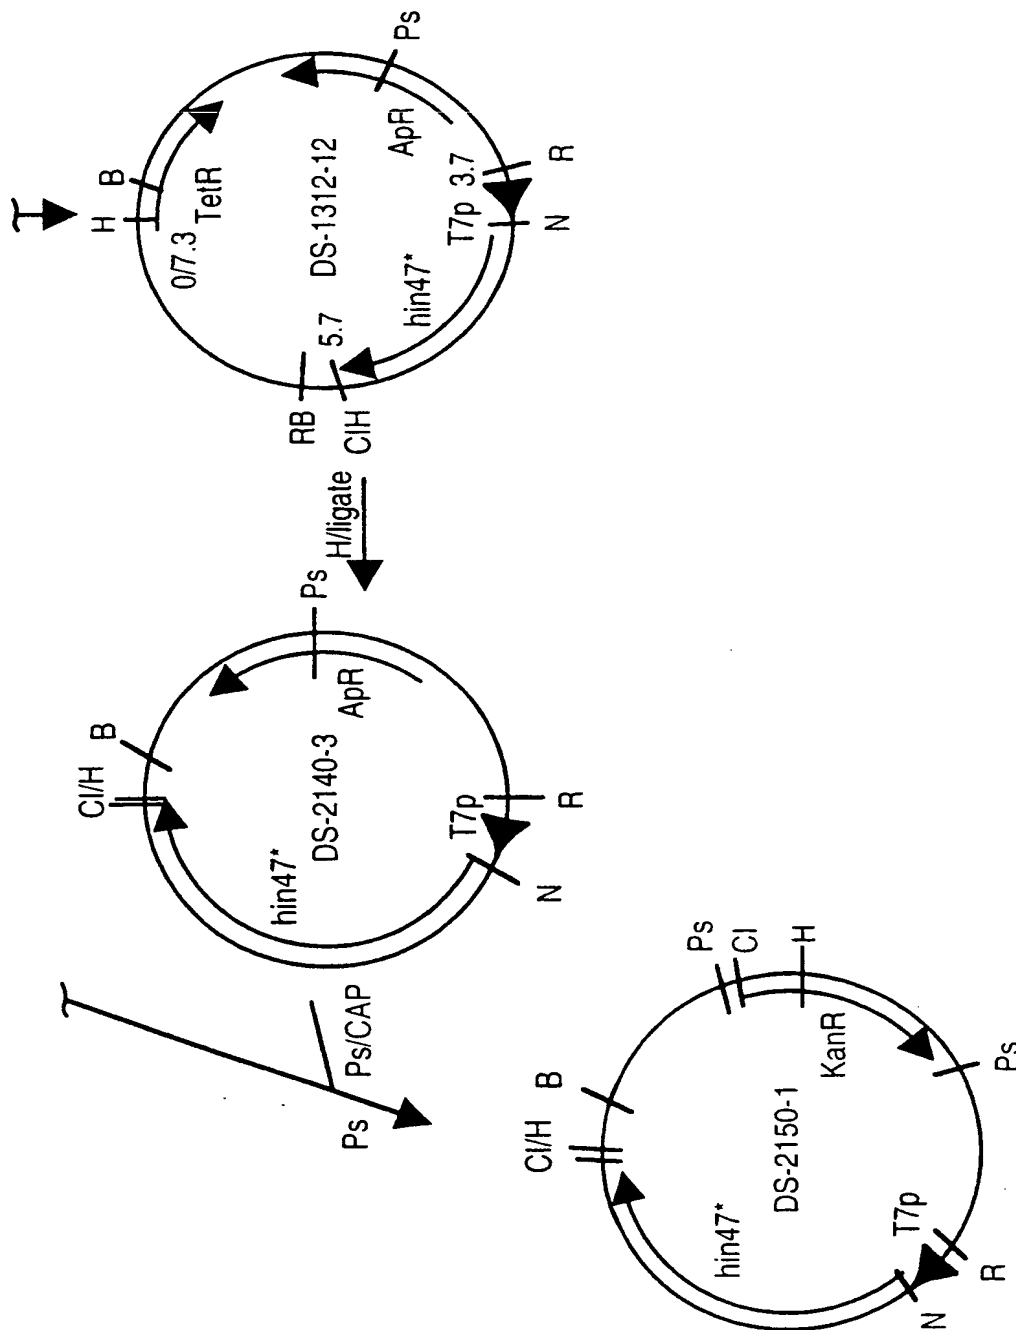 H
B
0/7.3
TetR
Ps
ApR
DS-1312-12
RB
5.7
ClH
hin47*
T7p 3.7
R
N
H/ligate
Cl/H
B
Ps
ApR
DS-2140-3
hin47*
T7p
R
N
Ps/CAP
Ps
Cl/H
B
Ps
Cl
H
KanR
DS-2150-1
hin47*
T7p
Ps
R
N